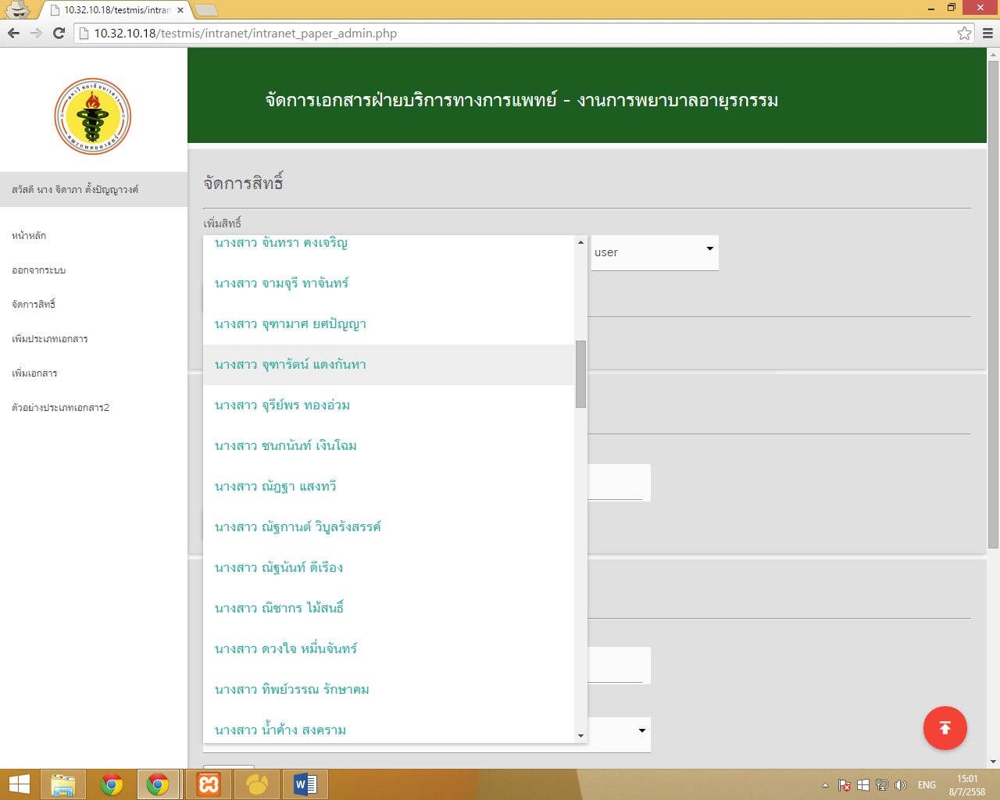 10.32.10.18/testmis/intran
10.32.10.18/testmis/intranet/intranet_paper_admin.php
จัดการเอกสารฝ่ายบริการทางการแพทย์ - งานการพยาบาลอายุรกรรม
สวัสดี นาง จิดาภา ตั้งปัญญาวงศ์
หน้าหลัก
ออกจากระบบ
จัดการสิทธิ์
เพิ่มประเภทเอกสาร
เพิ่มเอกสาร
ตัวอย่างประเภทเอกสาร2
จัดการสิทธิ์
เพิ่มสิทธิ์
นางสาว จันทรา คงเจริญ
user
นางสาว จามจุรี ทาจันทร์
นางสาว จุฑามาศ ยศปัญญา
นางสาว จุฑารัตน์ แดงกันหา
นางสาว จุรีย์พร ทองอ่วม
นางสาว ชนกนันท์ เงินโฉม
นางสาว ณัฎฐา แสงทวี
นางสาว ณัฐกานต์ วิบูลรังสรรค์
นางสาว ณัฐนันท์ ดีเรือง
นางสาว ณิชากร ไม้สนธิ์
นางสาว ดวงใจ หมื่นจันทร์
นางสาว ทิพย์วรรณ รักษาคม
นางสาว น้ำค้าง สงคราม
ENG
15:01
8/7/2558